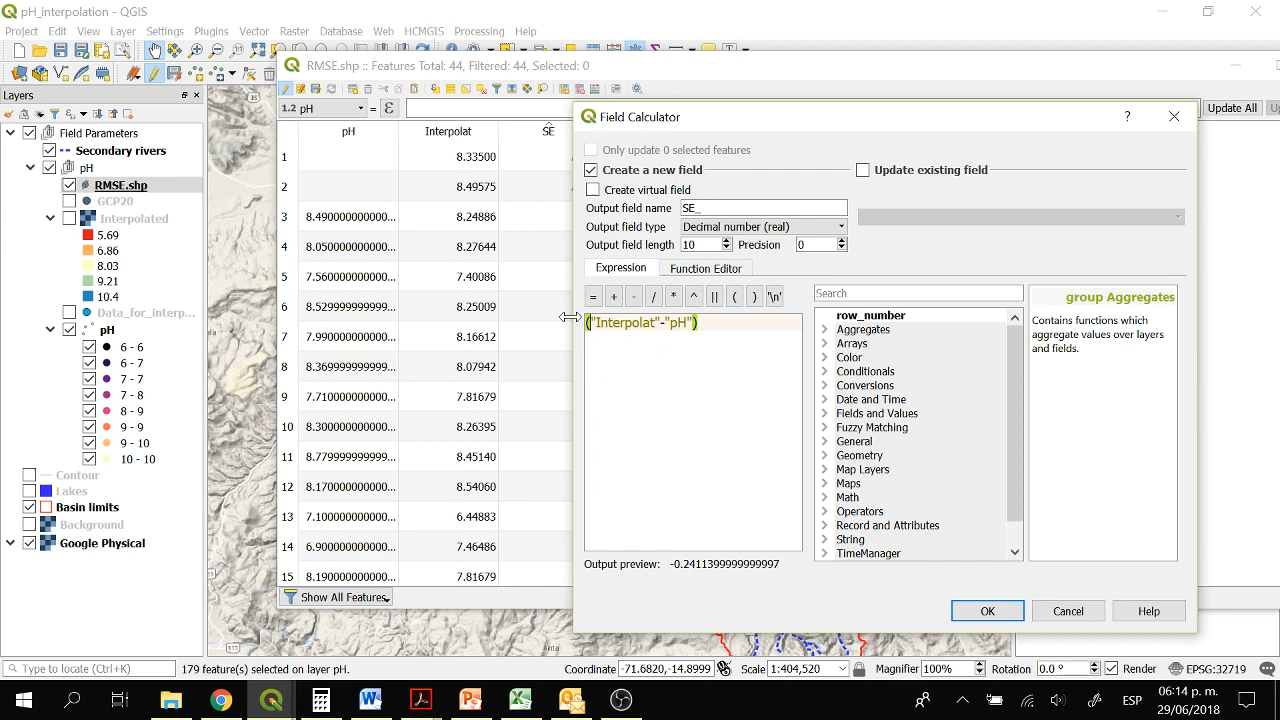 pH_interpolation - QGIS
Project Edit View Layer Settings Plugins Vector Raster Database Web HCMGIS Processing Help
RMSE.shp :: Features Total: 44, Filtered: 44, Selected: 0
Layers
1.2 pH = ε Update All
Field Parameters
Secondary rivers
pH
RMSE.shp
GCP20
Interpolated
5.69
6.86
8.03
9.21
10.4
Data_for_interp...
pH
6 - 6
6 - 7
7 - 7
7 - 8
8 - 9
9 - 9
9 - 10
10 - 10
Contour
Lakes
Basin limits
Background
Google Physical
pH Interpolat SE
1 8.33500
2 8.49575
3 8.490000000000... 8.24886
4 8.050000000000... 8.27644
5 7.560000000000... 7.40086
6 8.529999999999... 8.25009
7 7.990000000000... 8.16612
8 8.369999999999... 8.07942
9 7.710000000000... 7.81679
10 8.300000000000... 8.26395
11 8.779999999999... 8.45140
12 8.170000000000... 8.54060
13 7.100000000000... 6.44883
14 6.900000000000... 7.46486
15 8.190000000000... 7.81679
Show All Features
Field Calculator ?
Only update 0 selected features
Create a new field Update existing field
Create virtual field
Output field name SE_
Output field type Decimal number (real)
Output field length 10 Precision 0
Expression Function Editor
= + - / * ^ || ( ) '\n'
("Interpolat"-"pH")
Output preview: -0.2411399999999997
Search
row_number
Aggregates
Arrays
Color
Conditionals
Conversions
Date and Time
Fields and Values
Fuzzy Matching
General
Geometry
Map Layers
Maps
Math
Operators
Record and Attributes
String
TimeManager
group Aggregates
Contains functions which
aggregate values over layers
and fields.
OK Cancel Help
Anta
Type to locate (Ctrl+K) 179 feature(s) selected on layer pH. Coordinate -71.6820,-14.8999 Scale 1:404,520 Magnifier 100% Rotation 0.0 ° Render EPSG:32719
ESP 06:14 p. m.
29/06/2018